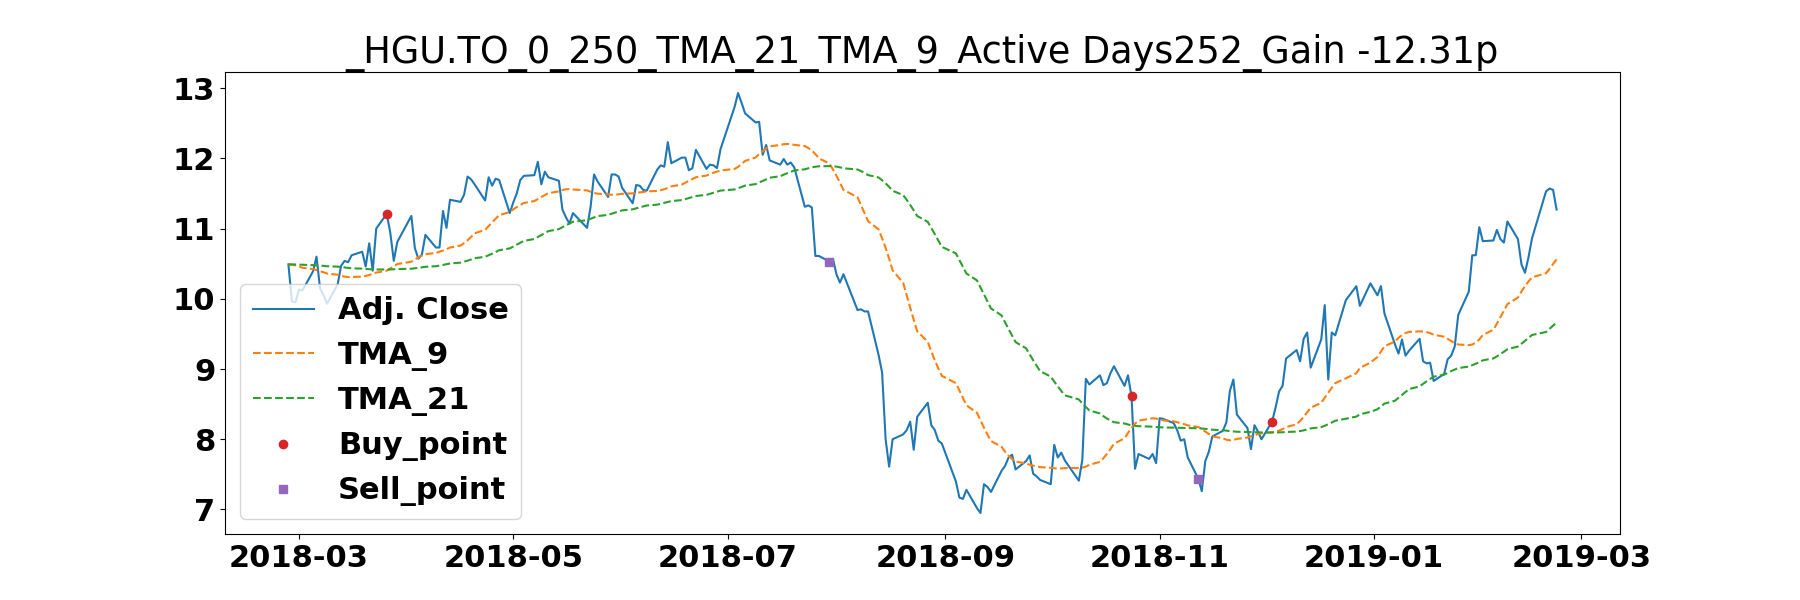 _HGU.TO_0_250_TMA_21_TMA_9_Active Days252_Gain -12.31p
13
12
11
10
9
8
7
Adj. Close
TMA_9
TMA_21
Buy_point
Sell_point
2018-03 2018-05 2018-07 2018-09 2018-11 2019-01 2019-03